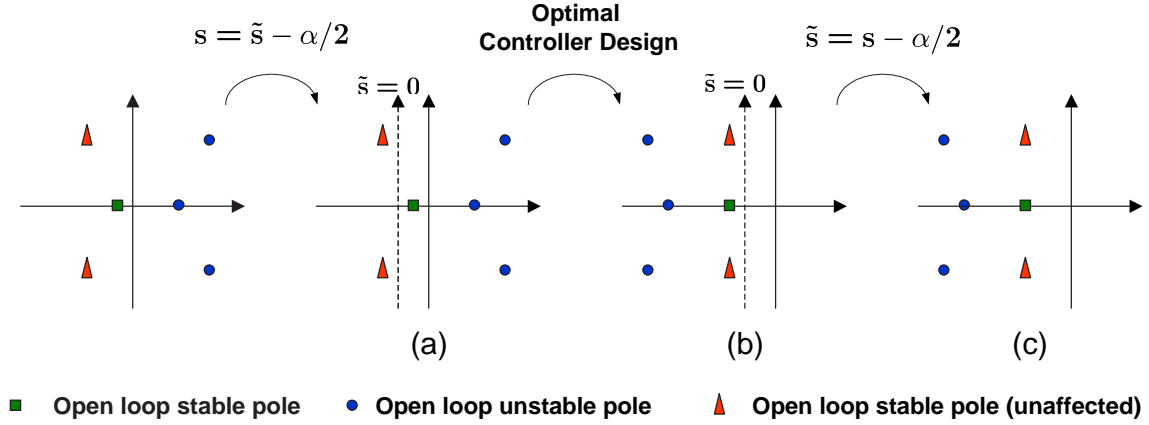 Optimal
Controller Design
s = s̃ − α/2
s̃ = s − α/2
s̃ = 0
s̃ = 0
(a)
(b)
(c)
Open loop stable pole
Open loop unstable pole
Open loop stable pole (unaffected)